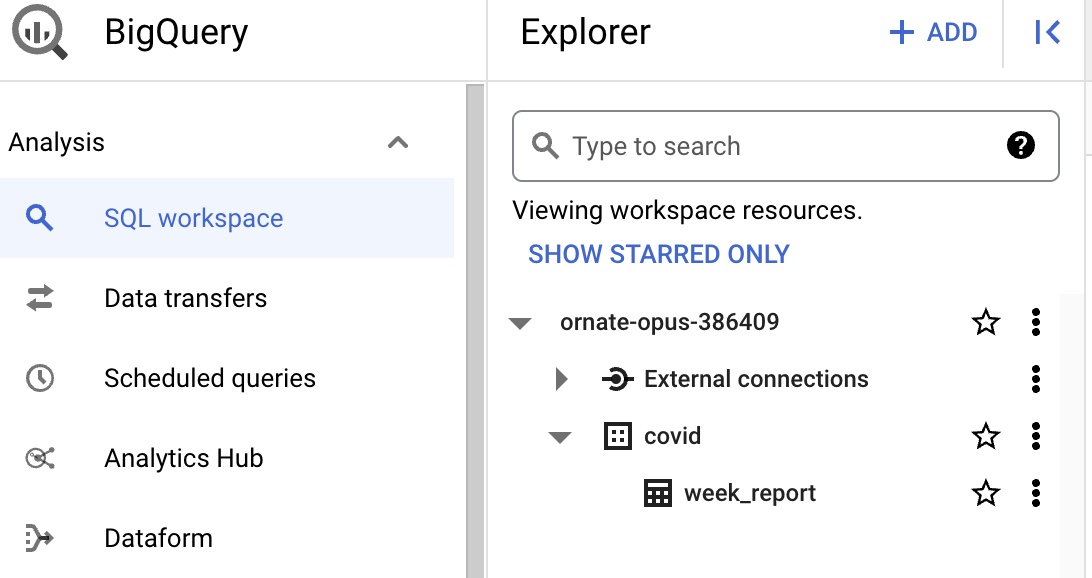 BigQuery
Analysis
SQL workspace
Data transfers
Scheduled queries
Analytics Hub
Dataform
Explorer
+ ADD
Type to search
?
Viewing workspace resources.
SHOW STARRED ONLY
ornate-opus-386409
External connections
covid
week_report